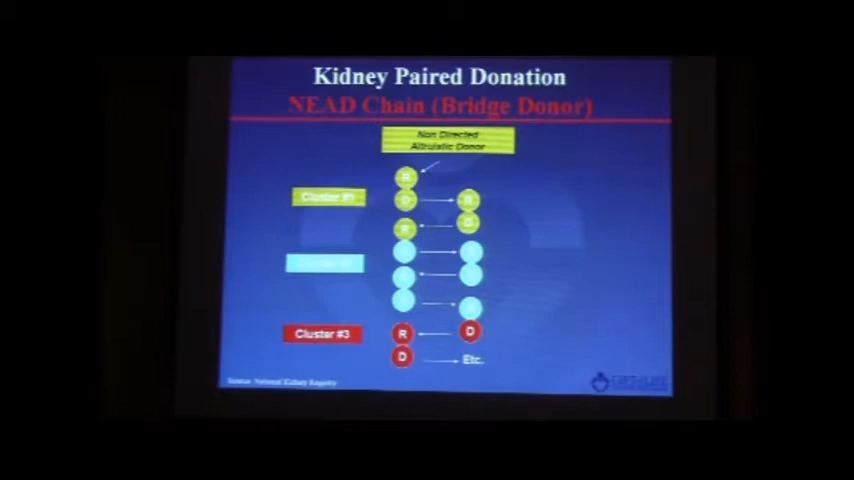 Kidney Paired Donation
NEAD Chain (Bridge Donor)
Non Directed
Altruistic Donor
R
Cluster #1
D
R
R
D
Cluster #3
R
D
D
Etc.
Source: National Kidney Registry